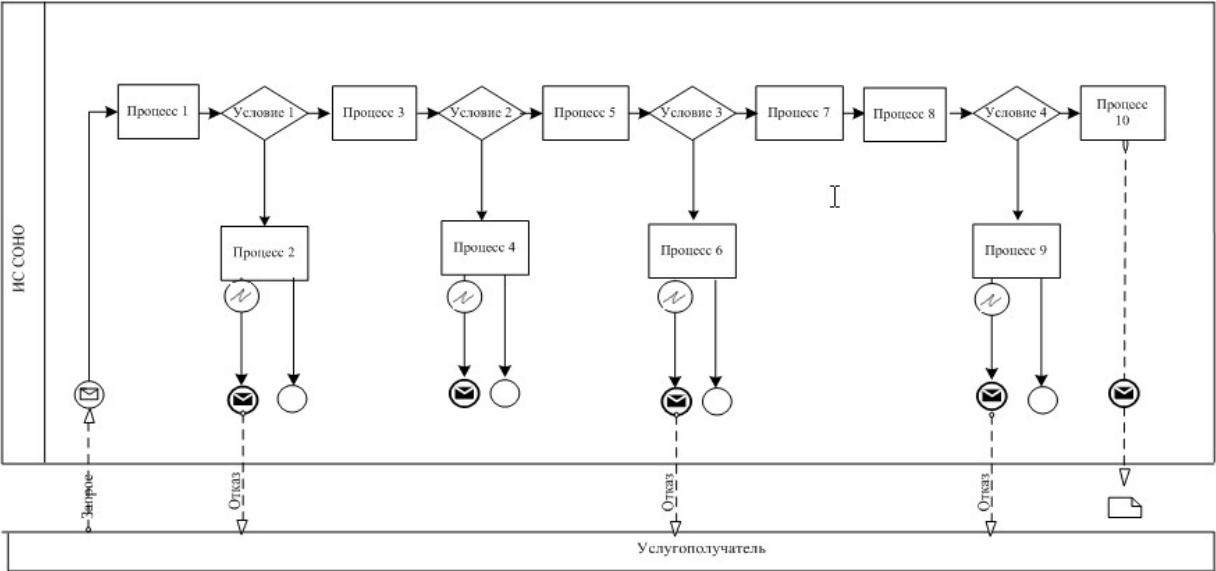 Процесс 1
Условие 1
Процесс 3
Условие 2
Процесс 5
Условие 3
Процесс 7
Процесс 8
Условие 4
Процесс
10
Процесс 2
Процесс 4
Процесс 6
Процесс 9
ИС СОНО
Запрос
Отказ
Отказ
Отказ
Услугополучатель